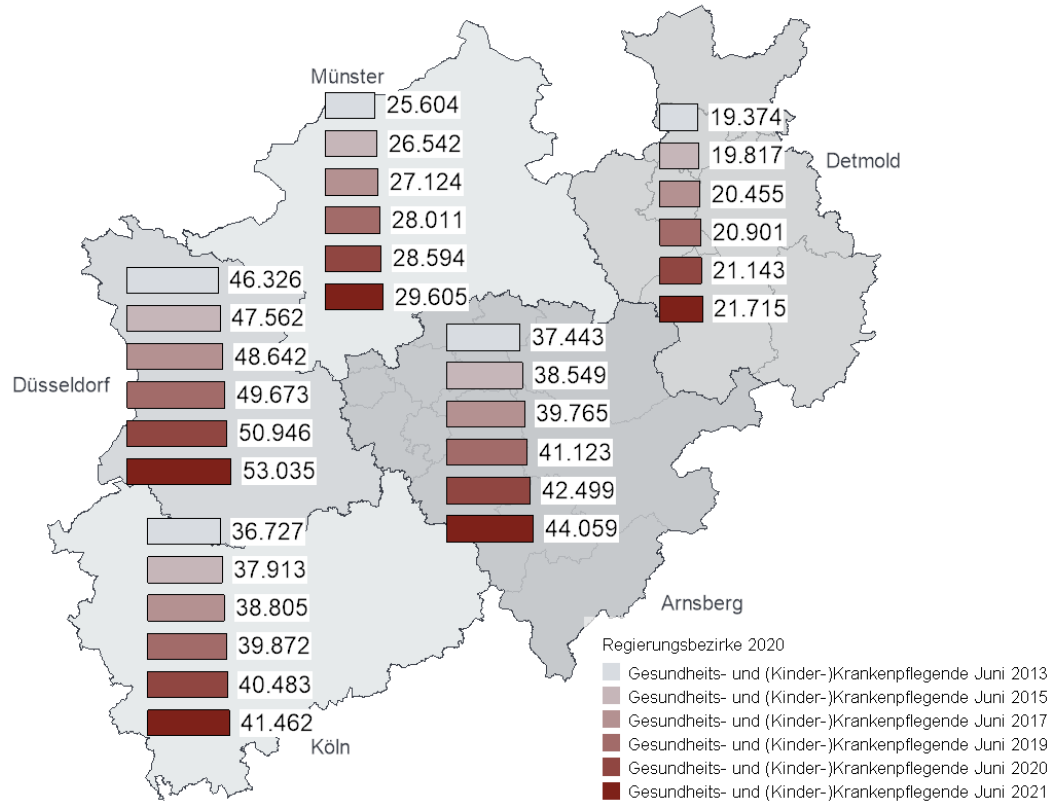 Münster
25.604
26.542
27.124
28.011
28.594
29.605
19.374
19.817
20.455
20.901
21.143
21.715
Detmold
46.326
47.562
48.642
49.673
50.946
53.035
Düsseldorf
37.443
38.549
39.765
41.123
42.499
44.059
Arnsberg
36.727
37.913
38.805
39.872
40.483
41.462
Köln
Regierungsbezirke 2020
Gesundheits- und (Kinder-)Krankenpflegende Juni 2013
Gesundheits- und (Kinder-)Krankenpflegende Juni 2015
Gesundheits- und (Kinder-)Krankenpflegende Juni 2017
Gesundheits- und (Kinder-)Krankenpflegende Juni 2019
Gesundheits- und (Kinder-)Krankenpflegende Juni 2020
Gesundheits- und (Kinder-)Krankenpflegende Juni 2021